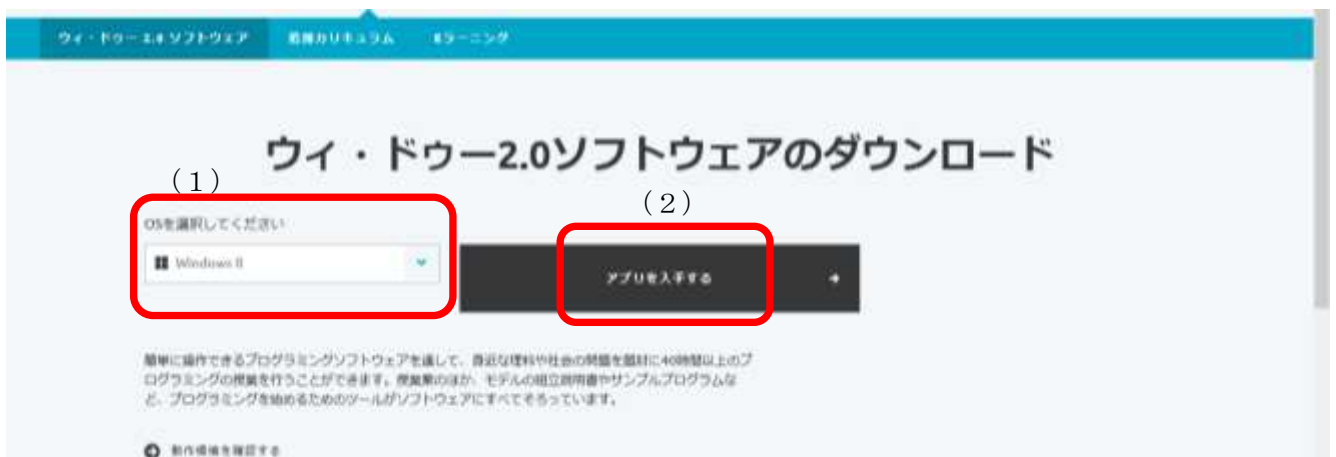 ウィ・ドゥー 2.0 ソフトウェア 追加カリキュラム eラーニング
ウィ・ドゥー2.0ソフトウェアのダウンロード
(1)
(2)
OSを選択してください
Windows 8
アプリを入手する
簡単に操作できるプログラミングソフトウェアを通して、身近な理科や社会の問題を題材に40時間以上のプ
ログラミングの授業を行うことができます。授業案のほか、モデルの組立説明書やサンプルプログラムな
ど、プログラミングを始めるためのツールがソフトウェアにすべてそろっています。
動作環境を確認する